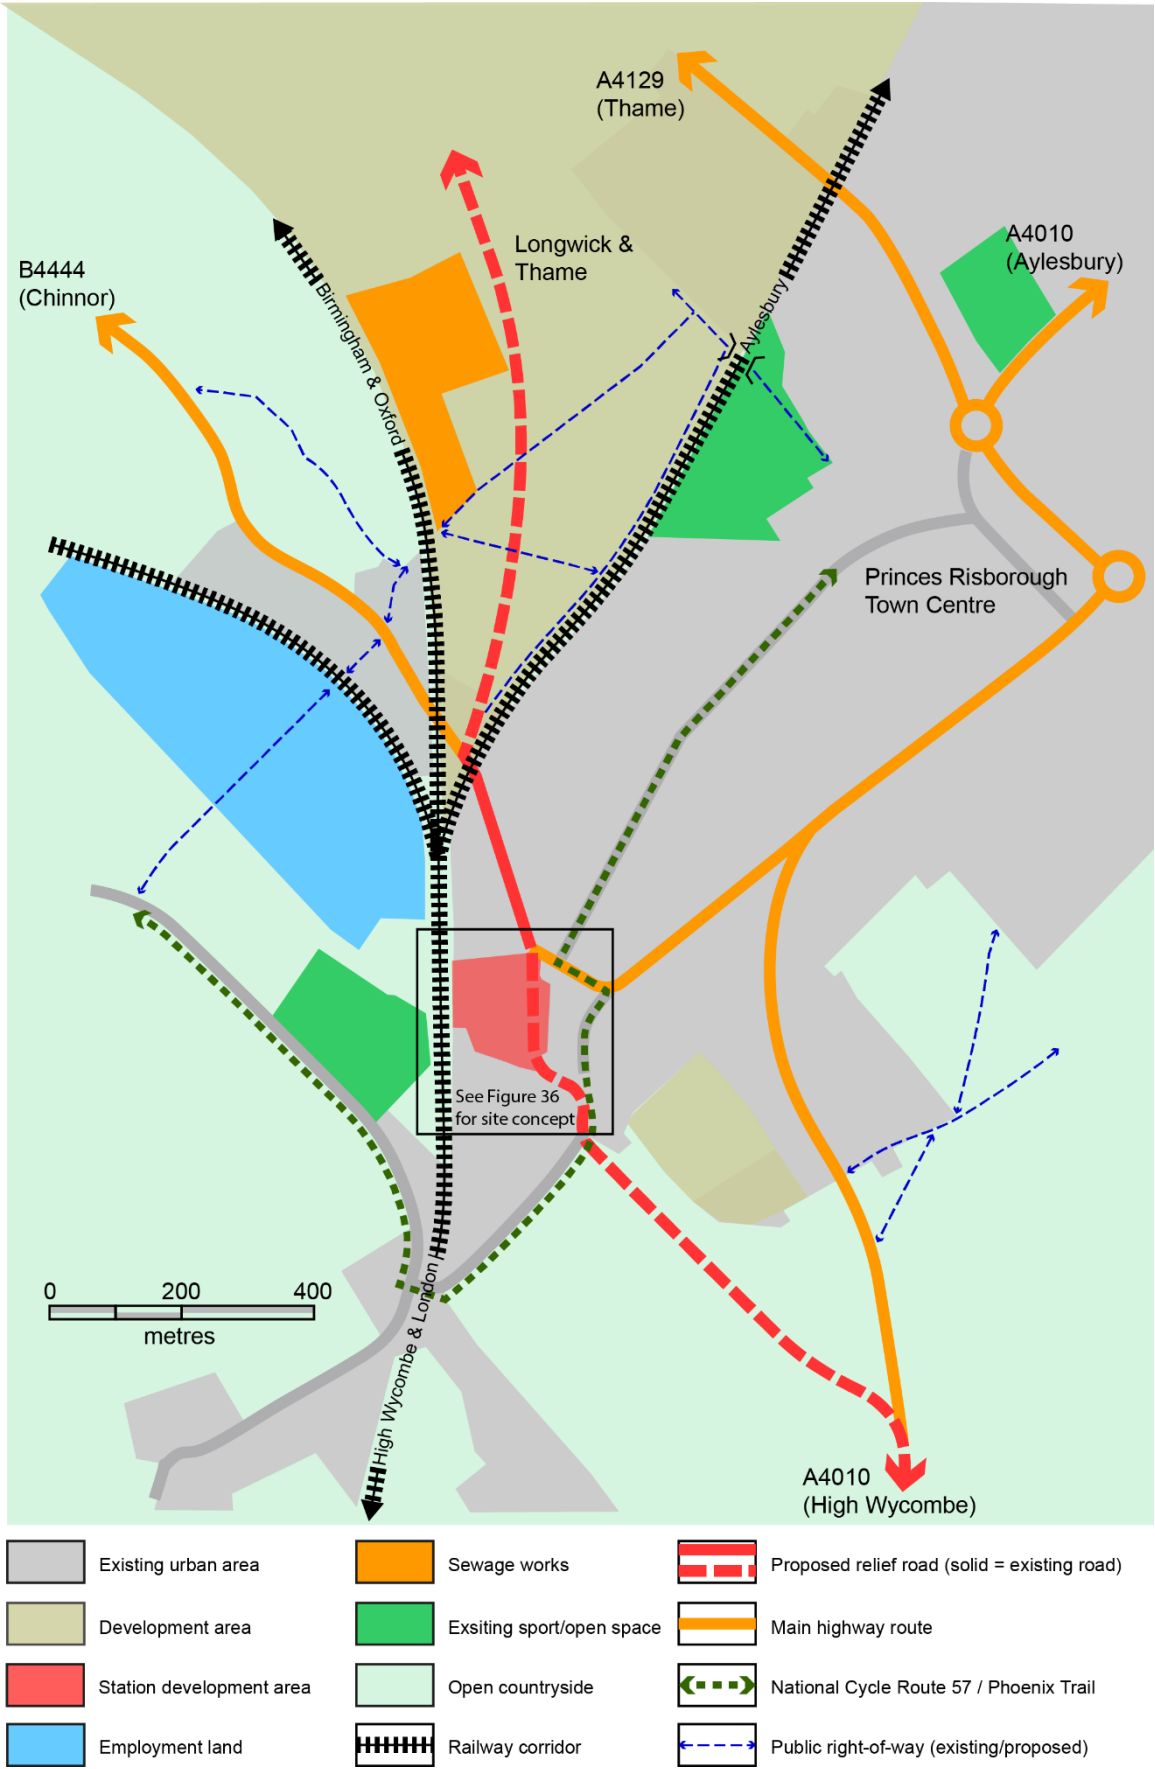 A4129
(Thame)
A4010
(Aylesbury)
Longwick &
Thame
B4444
(Chinnor)
Birmingham & Oxford
Aylesbury
Princes Risborough
Town Centre
See Figure 36
for site concept
0 200 400
metres
High Wycombe & London
A4010
(High Wycombe)
Existing urban area
Sewage works
Proposed relief road (solid = existing road)
Development area
Exsiting sport/open space
Main highway route
Station development area
Open countryside
National Cycle Route 57 / Phoenix Trail
Employment land
Railway corridor
Public right-of-way (existing/proposed)